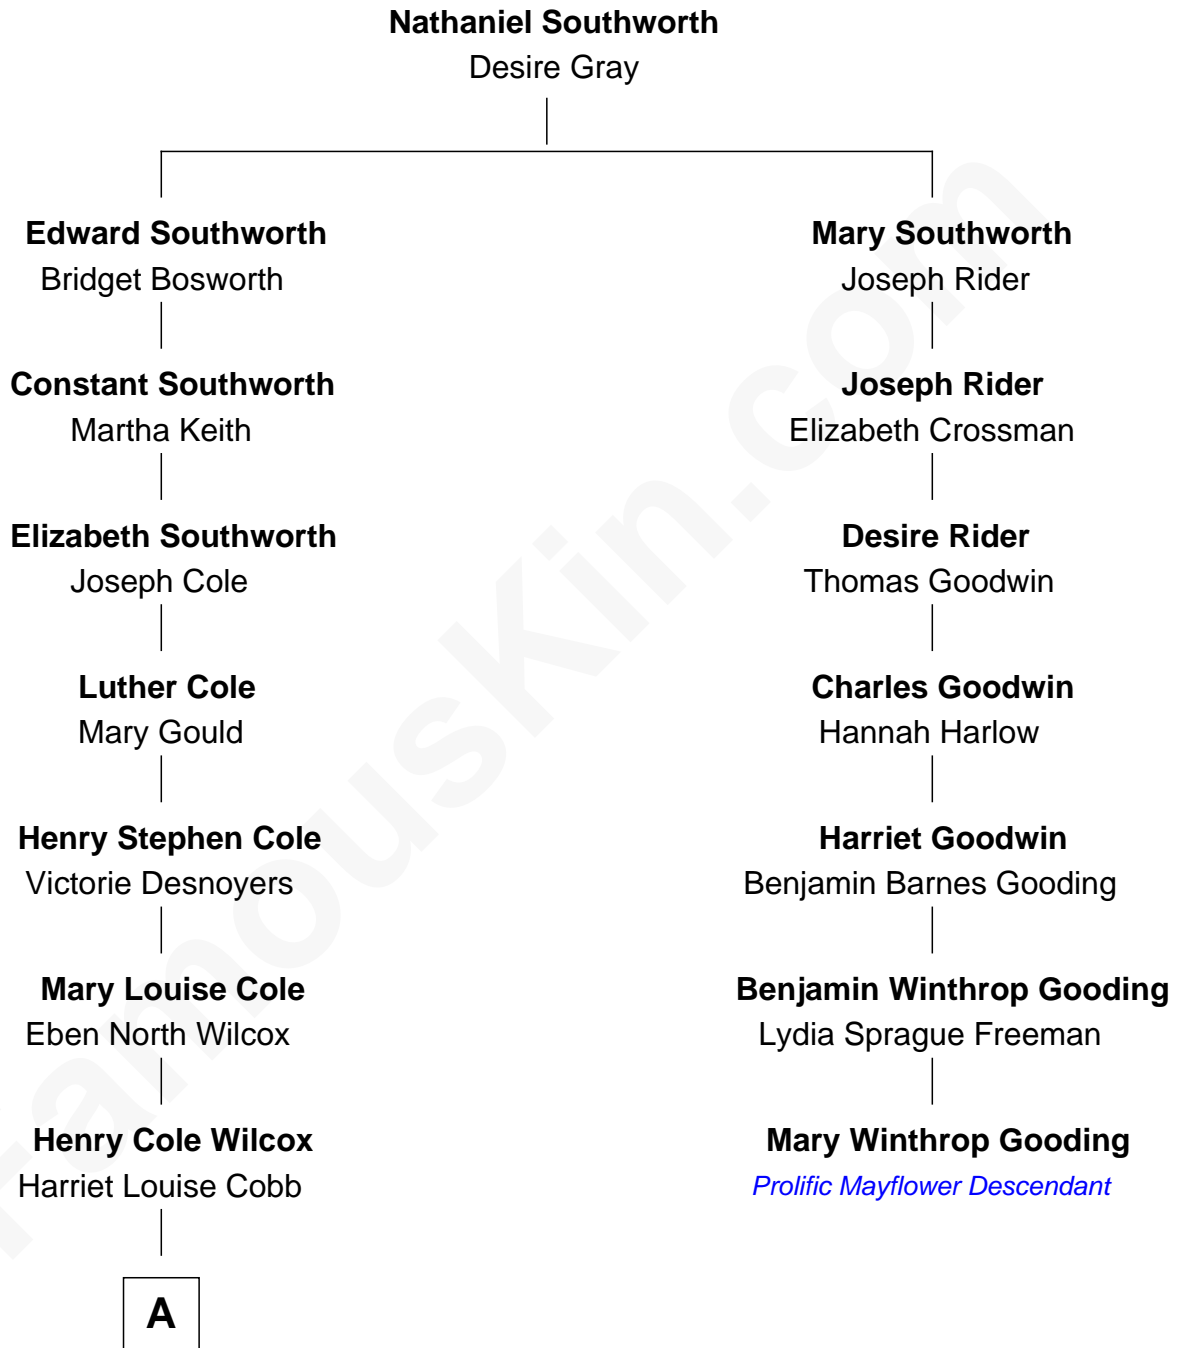 Nathaniel Southworth
Desire Gray
Edward Southworth
Bridget Bosworth
Constant Southworth
Martha Keith
Elizabeth Southworth
Joseph Cole
Luther Cole
Mary Gould
Henry Stephen Cole
Victorie Desnoyers
Mary Louise Cole
Eben North Wilcox
Henry Cole Wilcox
Harriet Louise Cobb
A
Mary Southworth
Joseph Rider
Joseph Rider
Elizabeth Crossman
Desire Rider
Thomas Goodwin
Charles Goodwin
Hannah Harlow
Harriet Goodwin
Benjamin Barnes Gooding
Benjamin Winthrop Gooding
Lydia Sprague Freeman
Mary Winthrop Gooding
Prolific Mayflower Descendant
FamousKin.com